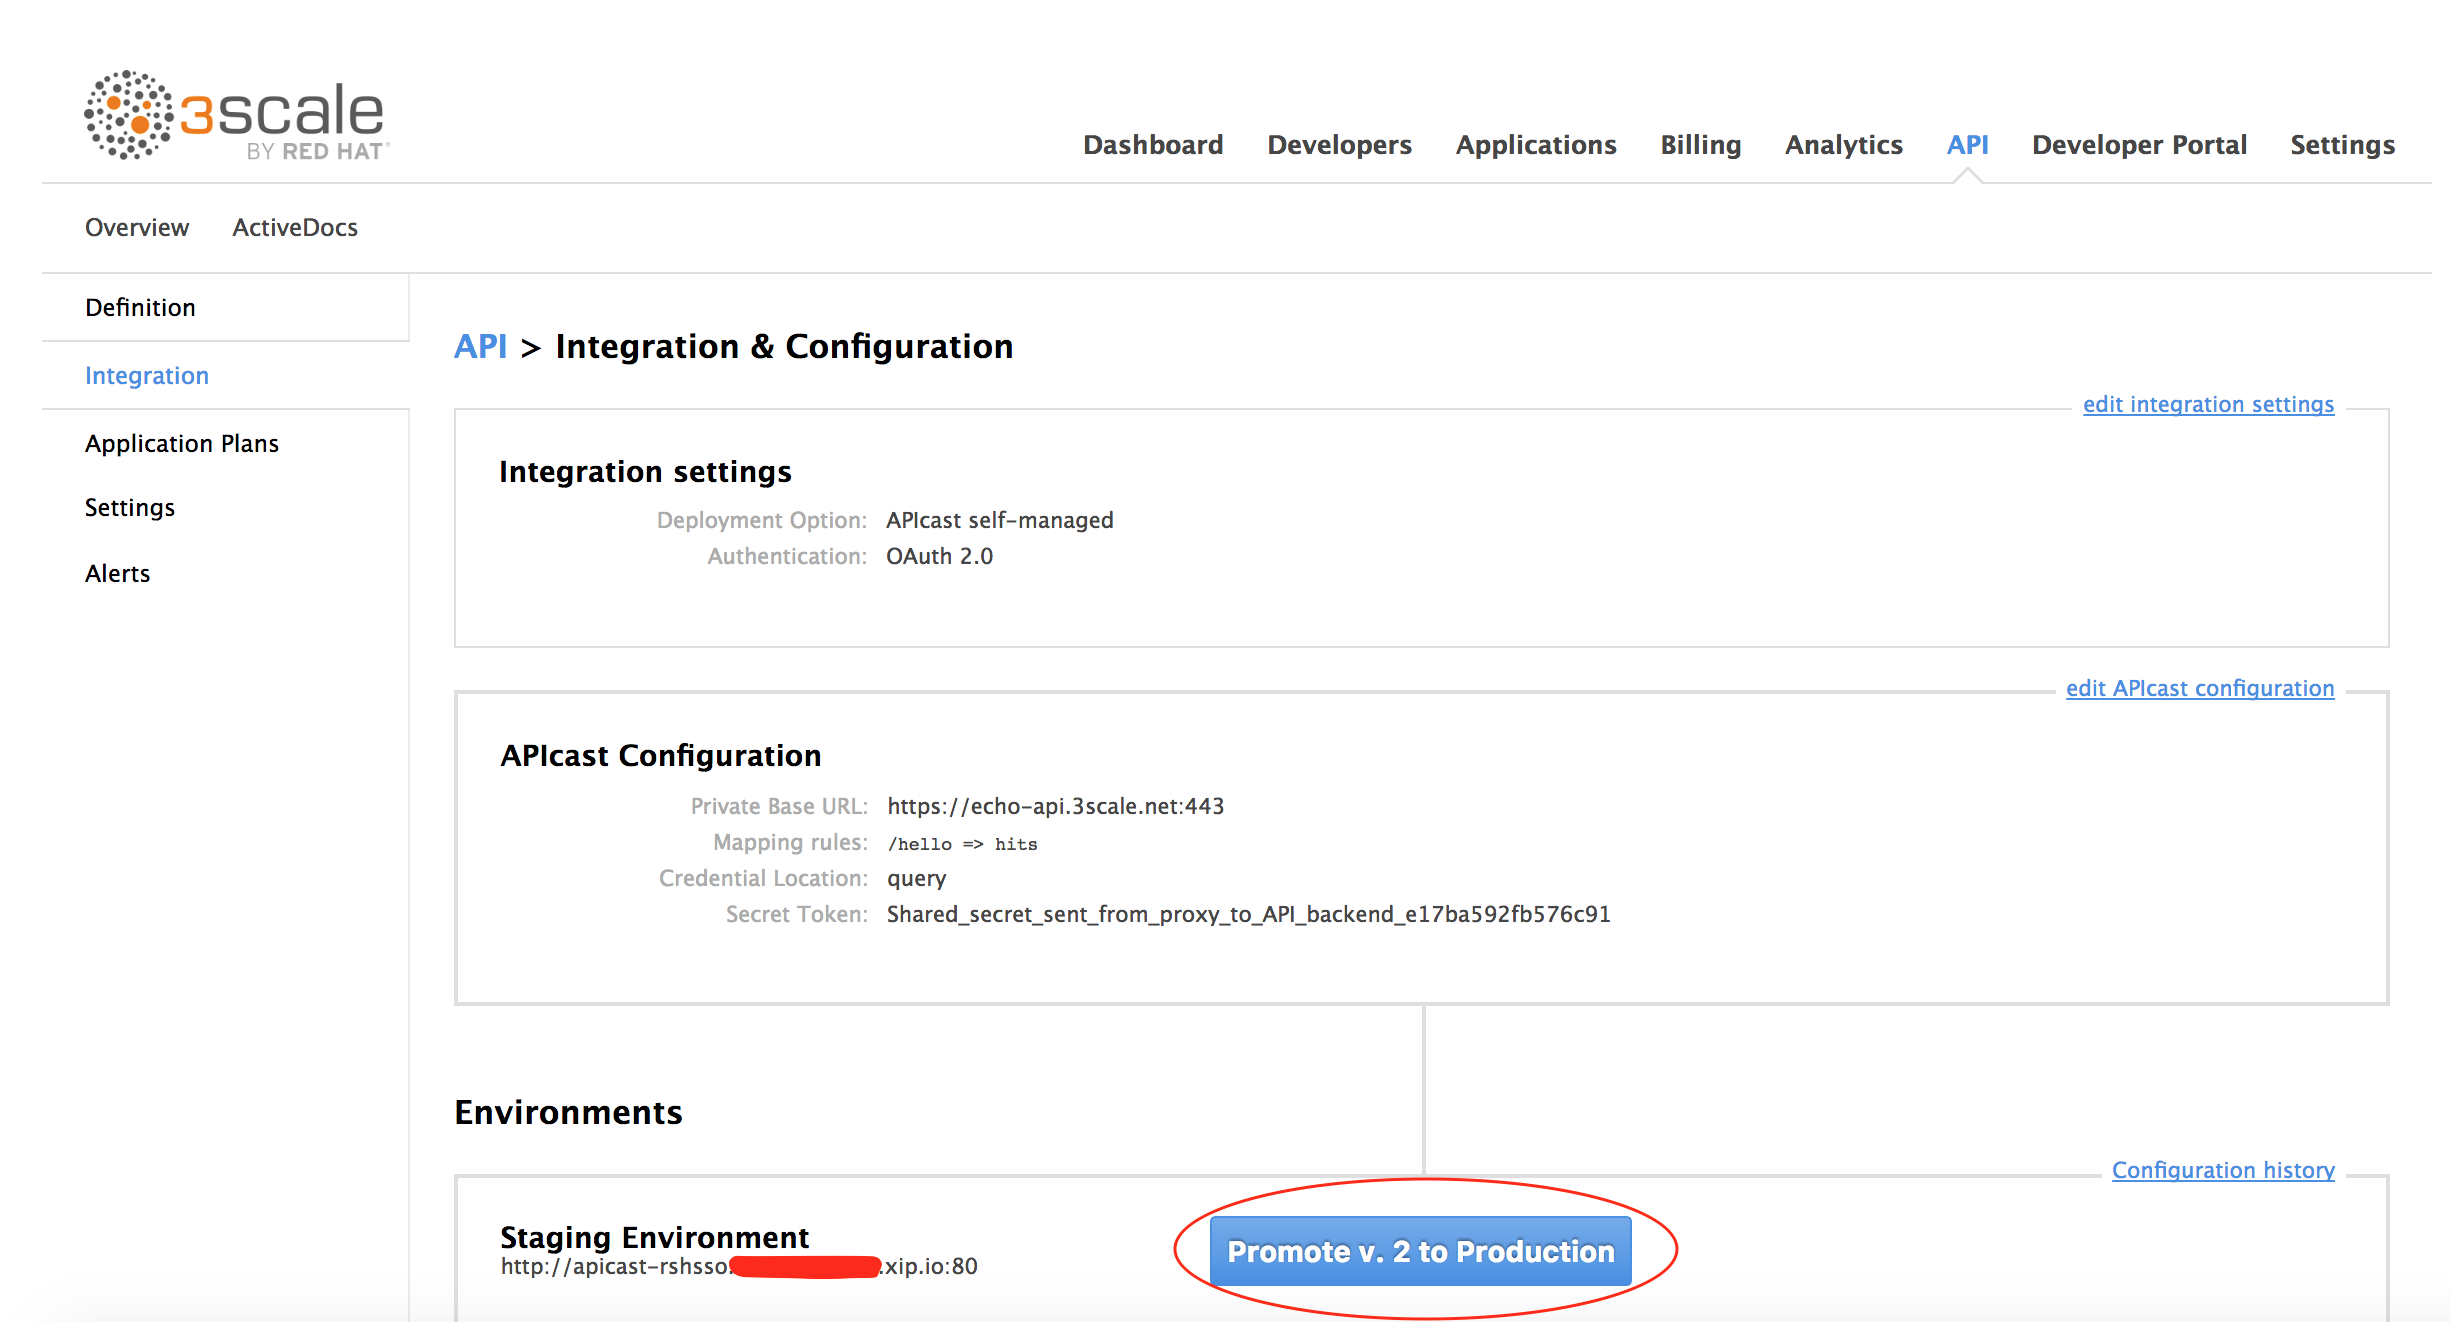 3scale
BY RED HAT
Dashboard Developers Applications Billing Analytics API Developer Portal Settings
Overview ActiveDocs
Definition
Integration
Application Plans
Settings
Alerts
API > Integration & Configuration
edit integration settings
Integration settings
Deployment Option: APIcast self-managed
Authentication: OAuth 2.0
edit APIcast configuration
APIcast Configuration
Private Base URL: https://echo-api.3scale.net:443
Mapping rules: /hello => hits
Credential Location: query
Secret Token: Shared_secret_sent_from_proxy_to_API_backend_e17ba592fb576c91
Environments
Configuration history
Staging Environment
http://apicast-rshsso. .xip.io:80
Promote v. 2 to Production